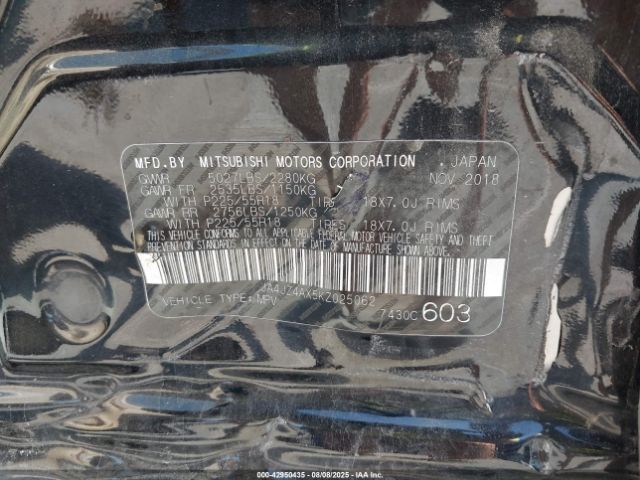 MFD.BY MITSUBISHI MOTORS CORPORATION . JAPAN
GWWR 5027LBS/2280KG NOV 2018
GAWR FR 2535LBS/1150KG
WITH P225/55R18 TIRES 18X7.0J RIMS
GAWR RR 2756LBS/1250KG
WITH P225/55R18 TIRES 18X7.0J RIMS
THIS VEHICLE CONFORMS TO ALL APPLICABLE FEDERAL MOTOR VEHICLE SAFETY AND THEFT
PREVENTION STANDARDS IN EFFECT ON THE DATE OF MANUFACTURE SHOWN ABOVE.
JA4JZ4AX5KZ025062
VEHICLE TYPE:MPV 7430C 603
000-42950435 - 08/08/2025 - IAA Inc.